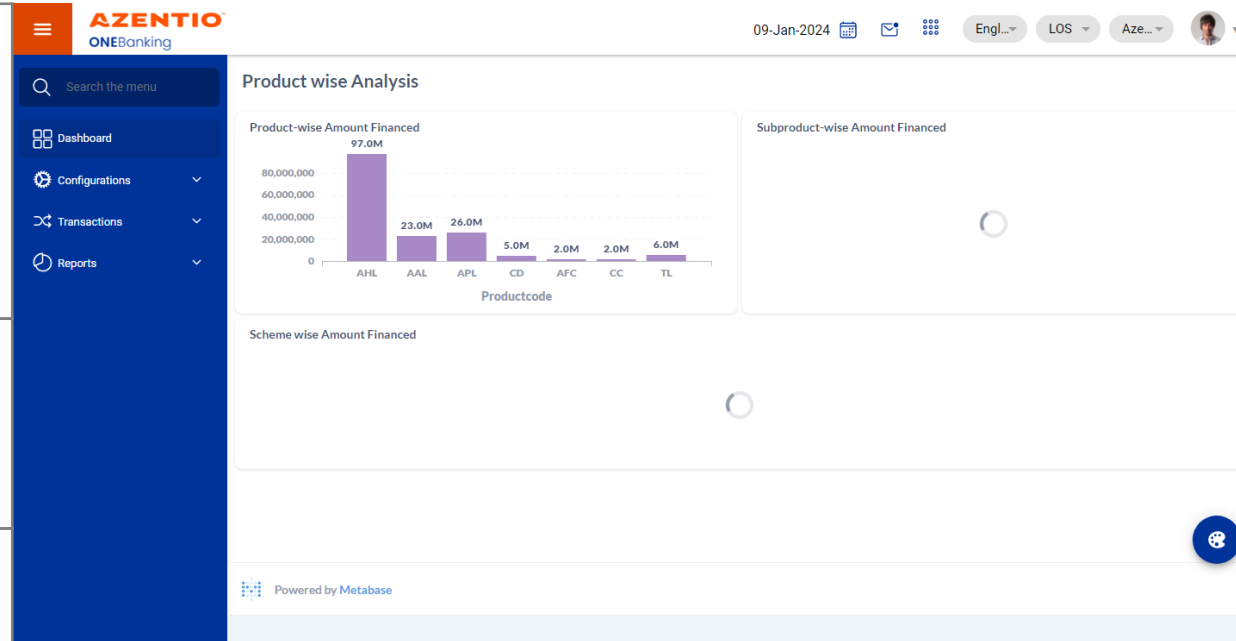 AZENTIO
ONEBanking
09-Jan-2024
Engl...
LOS
Aze...
Search the menu
Dashboard
Configurations
Transactions
Reports
Product wise Analysis
Product-wise Amount Financed
97.0M
80,000,000
60,000,000
40,000,000
20,000,000
0
23.0M
26.0M
5.0M
2.0M
2.0M
6.0M
AHL AAL APL CD AFC CC TL
Productcode
Subproduct-wise Amount Financed
Scheme wise Amount Financed
Powered by Metabase